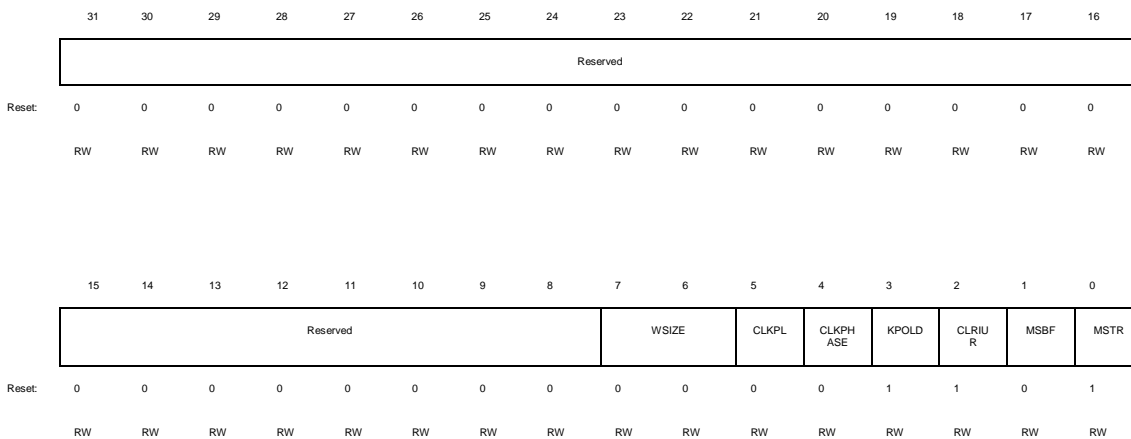 31 30 29 28 27 26 25 24 23 22 21 20 19 18 17 16
Reserved
Reset: 0 0 0 0 0 0 0 0 0 0 0 0 0 0 0 0
RW RW RW RW RW RW RW RW RW RW RW RW RW RW RW RW
15 14 13 12 11 10 9 8 7 6 5 4 3 2 1 0
Reserved WSIZE CLKPL CLKPH KPOLD CLRIU MSBF MSTR
ASE R
Reset: 0 0 0 0 0 0 0 0 0 0 0 0 1 1 0 1
RW RW RW RW RW RW RW RW RW RW RW RW RW RW RW RW